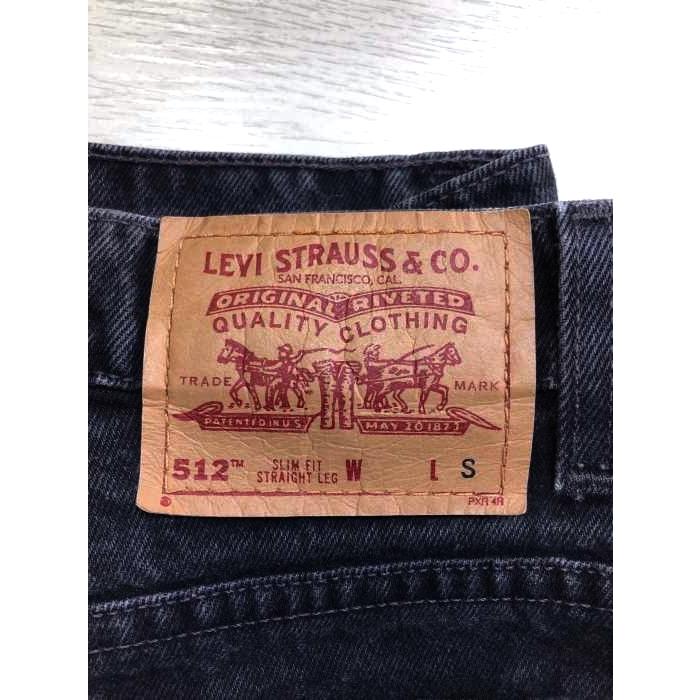 LEVI STRAUSS & CO.
SAN FRANCISCO, CAL.
ORIGINAL RIVETED
QUALITY CLOTHING
TRADE MARK
PATENTED IN U.S. MAY 20 1873
512™ SLIM FIT STRAIGHT LEG W L S
PXR 4R